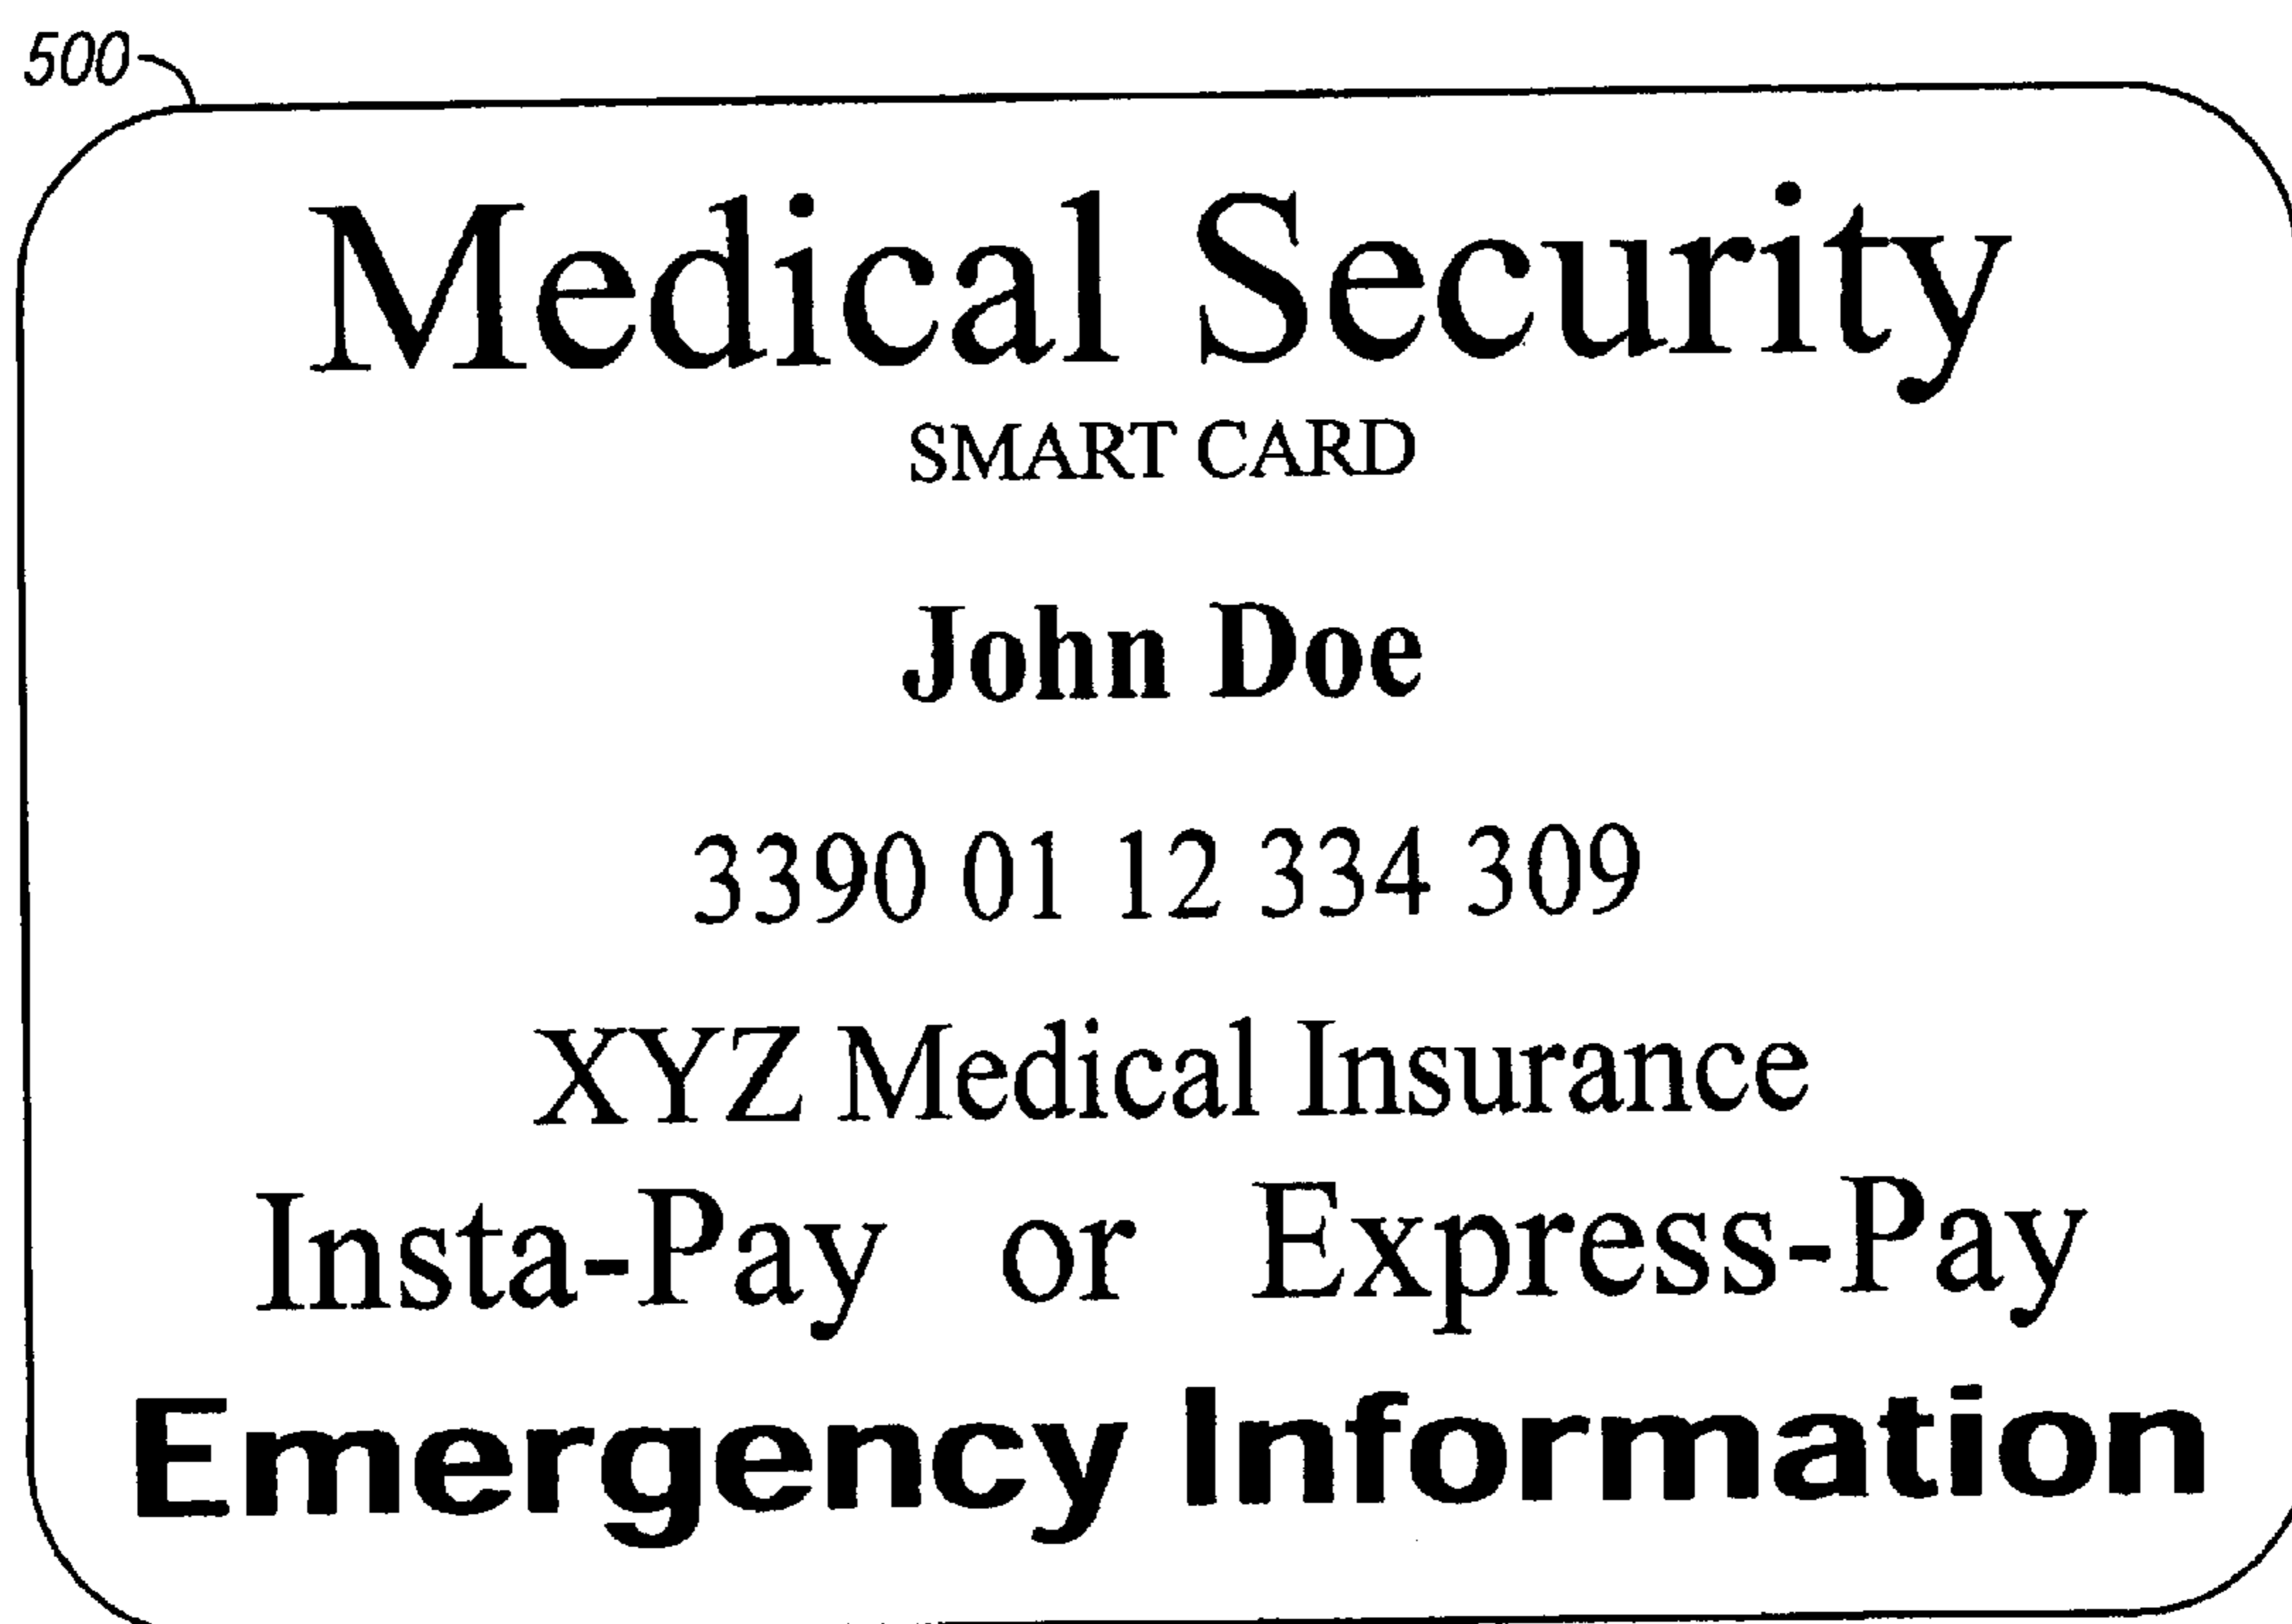 500
Medical Security
SMART CARD
John Doe
3390 01 12 334 309
XYZ Medical Insurance
Insta-Pay or Express-Pay
Emergency Information